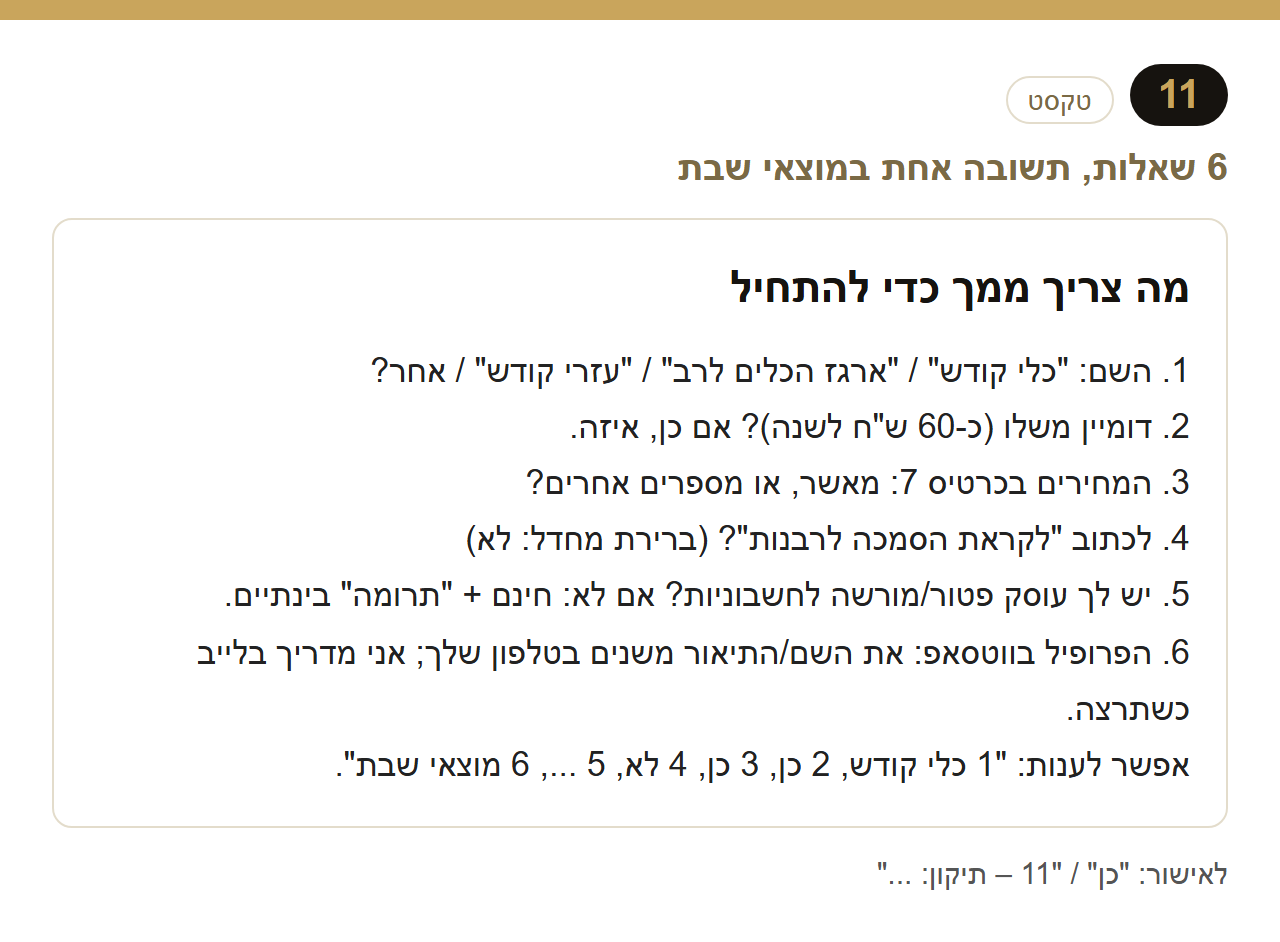 11
טקסט
6 שאלות, תשובה אחת במוצאי שבת
מה צריך ממך כדי להתחיל
1. השם: "כלי קודש" / "ארגז הכלים לרב" / "עזרי קודש" / אחר?
2. דומיין משלו (כ-60 ש"ח לשנה)? אם כן, איזה.
3. המחירים בכרטיס 7: מאשר, או מספרים אחרים?
4. לכתוב "לקראת הסמכה לרבנות"? (ברירת מחדל: לא)
5. יש לך עוסק פטור/מורשה לחשבוניות? אם לא: חינם + "תרומה" בינתיים.
6. הפרופיל בווטסאפ: את השם/התיאור משנים בטלפון שלך; אני מדריך בלייב
כשתרצה.
אפשר לענות: "1 כלי קודש, 2 כן, 3 כן, 4 לא, 5 ..., 6 מוצאי שבת".
לאישור: "כן" / "11 – תיקון: ..."